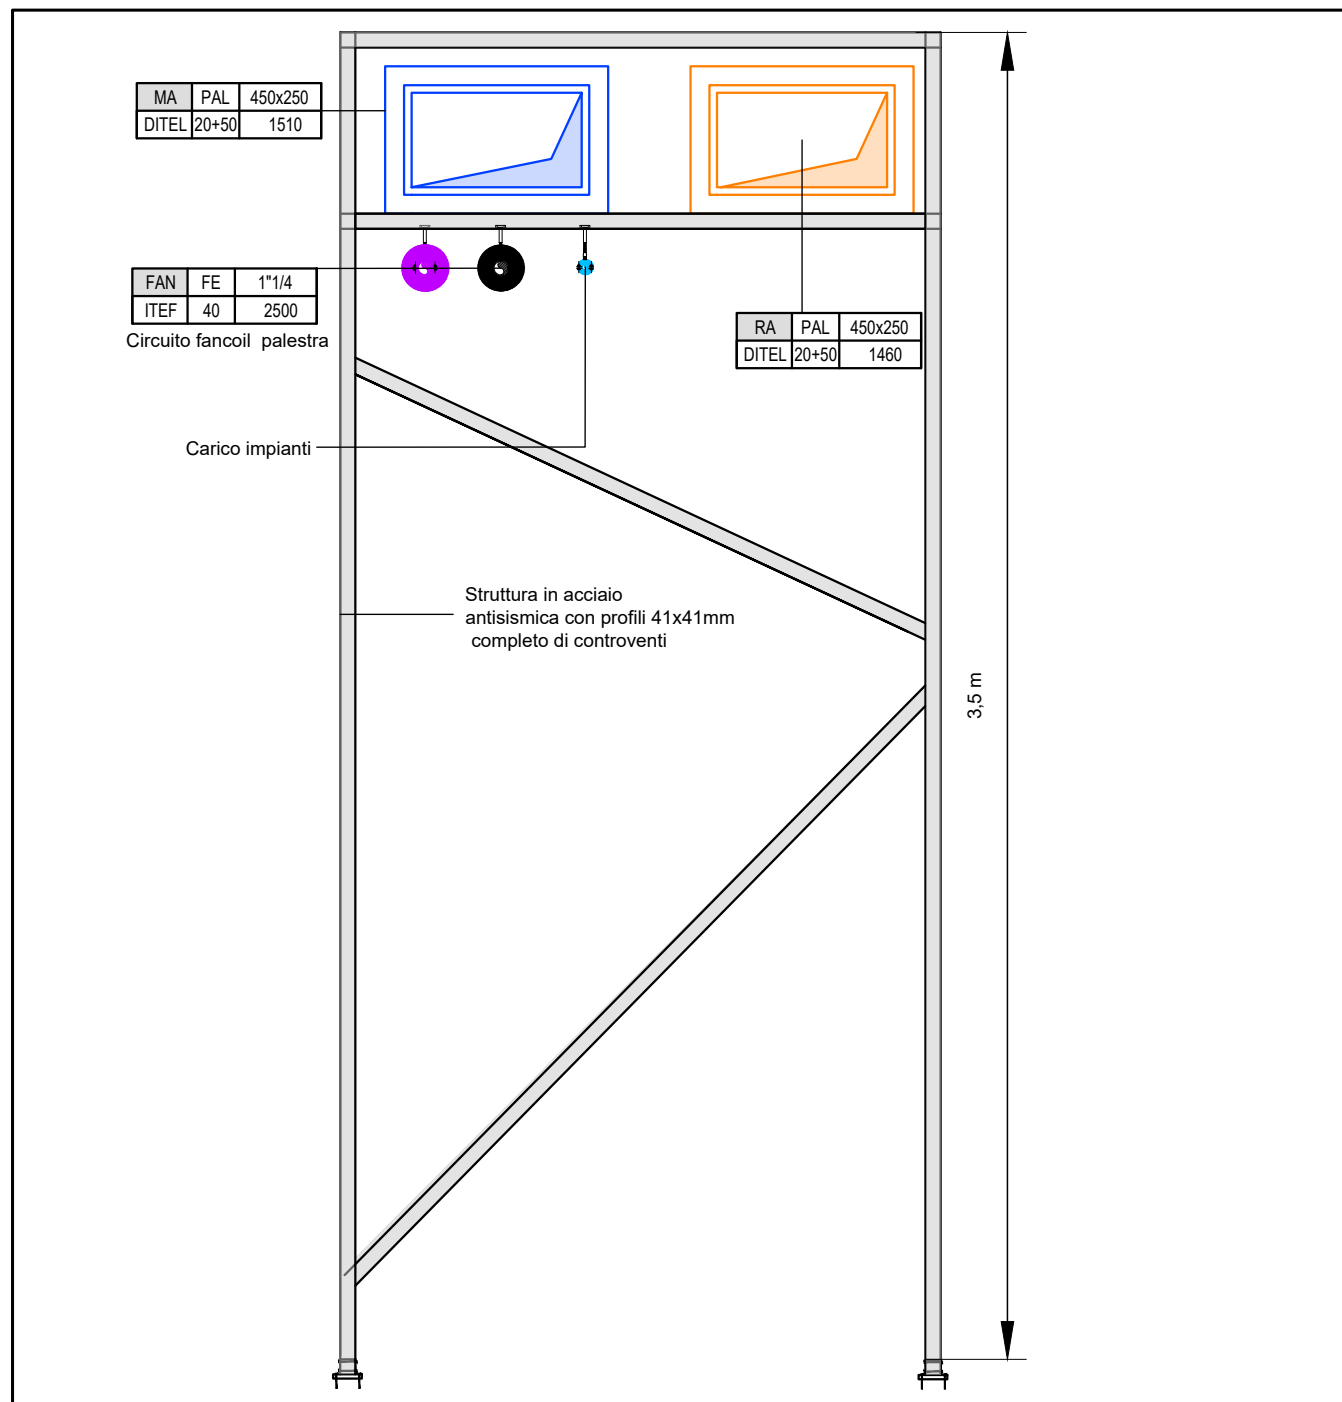 MA PAL 450x250
DITEL 20+50 1510
FAN FE 1"1/4
ITEF 40 2500
Circuito fancoil palestra
RA PAL 450x250
DITEL 20+50 1460
Carico impianti
Struttura in acciaio
antisismica con profili 41x41mm
completo di controventi
3,5 m